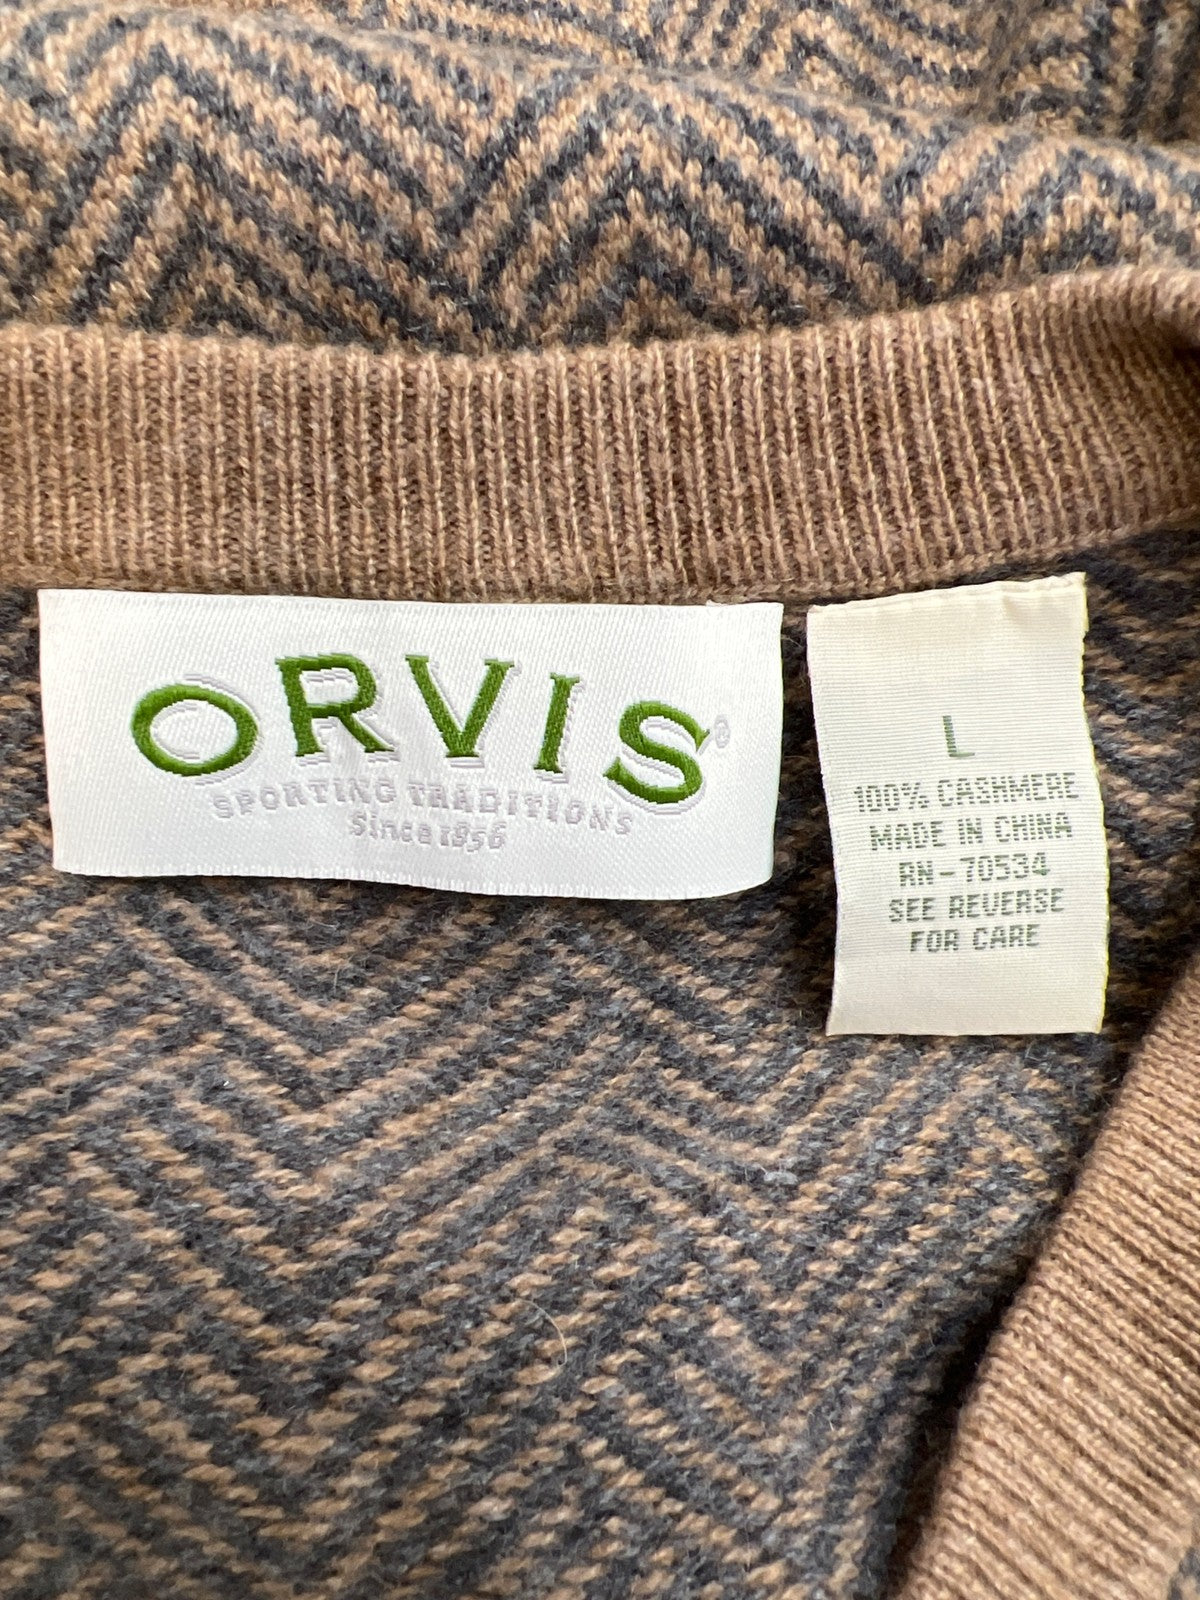 ORVIS®
SPORTING TRADITIONS
Since 1856
L
100% CASHMERE
MADE IN CHINA
RN-70534
SEE REVERSE
FOR CARE